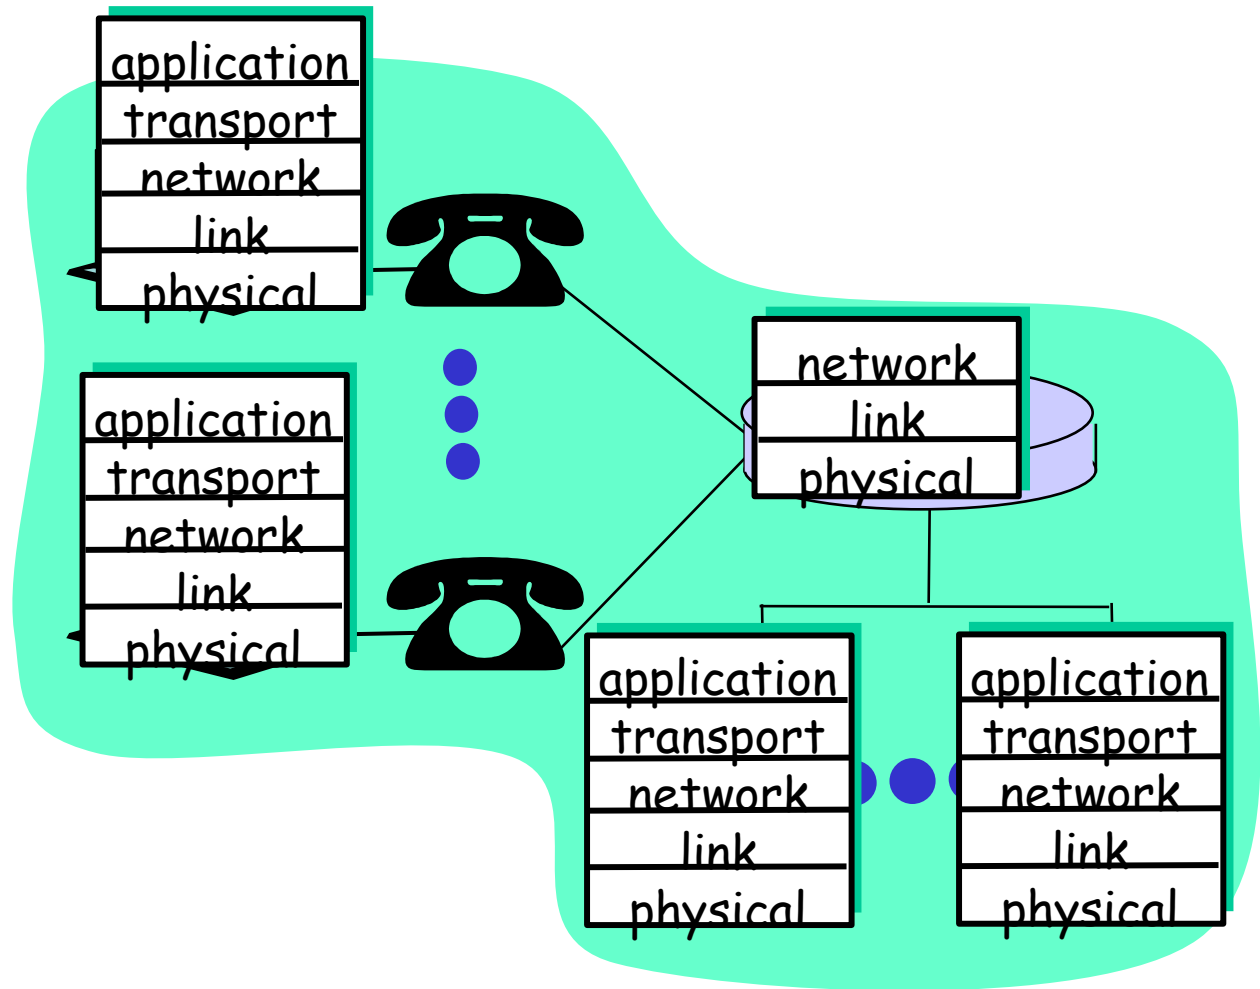 application
transport
network
link
physical
application
transport
network
link
physical
network
link
physical
application
transport
network
link
physical
application
transport
network
link
physical